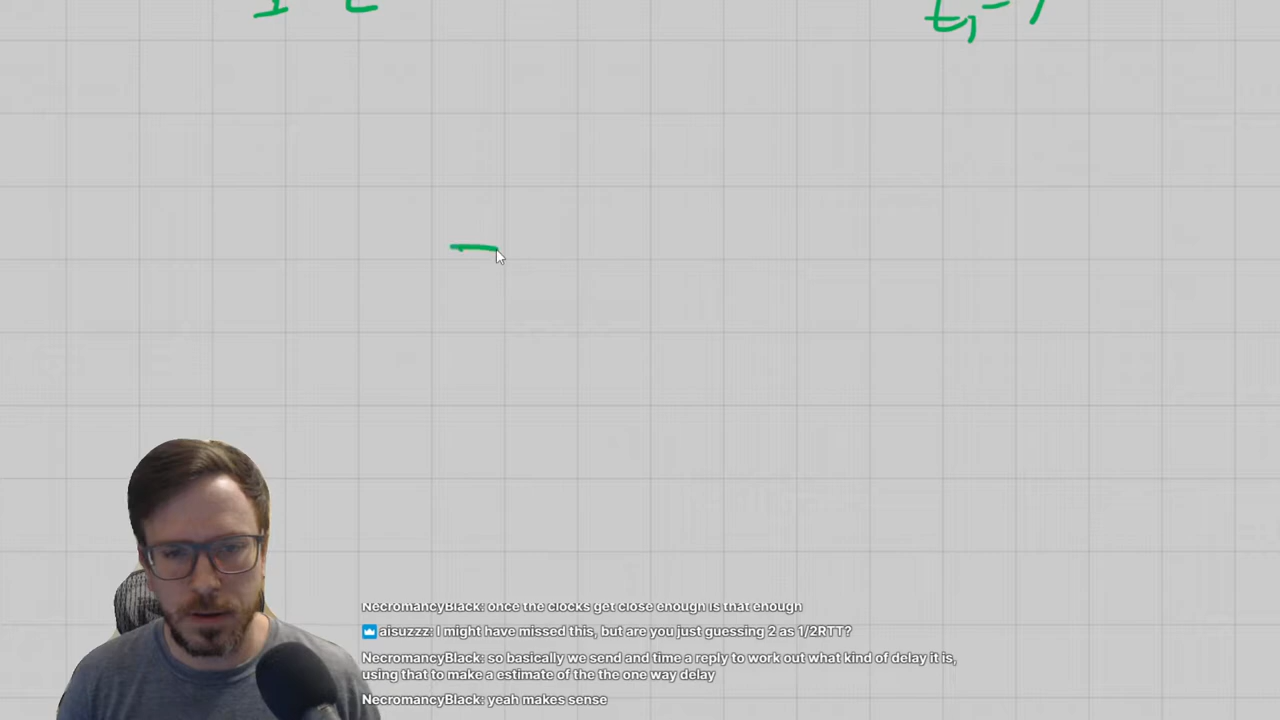 t₁=
NecromancyBlack: once the clocks get close enough is that enough
aisuzzz: I might have missed this, but are you just guessing 2 as 1/2RTT?
NecromancyBlack: so basically we send and time a reply to work out what kind of delay it is,
using that to make a estimate of the the one way delay
NecromancyBlack: yeah makes sense